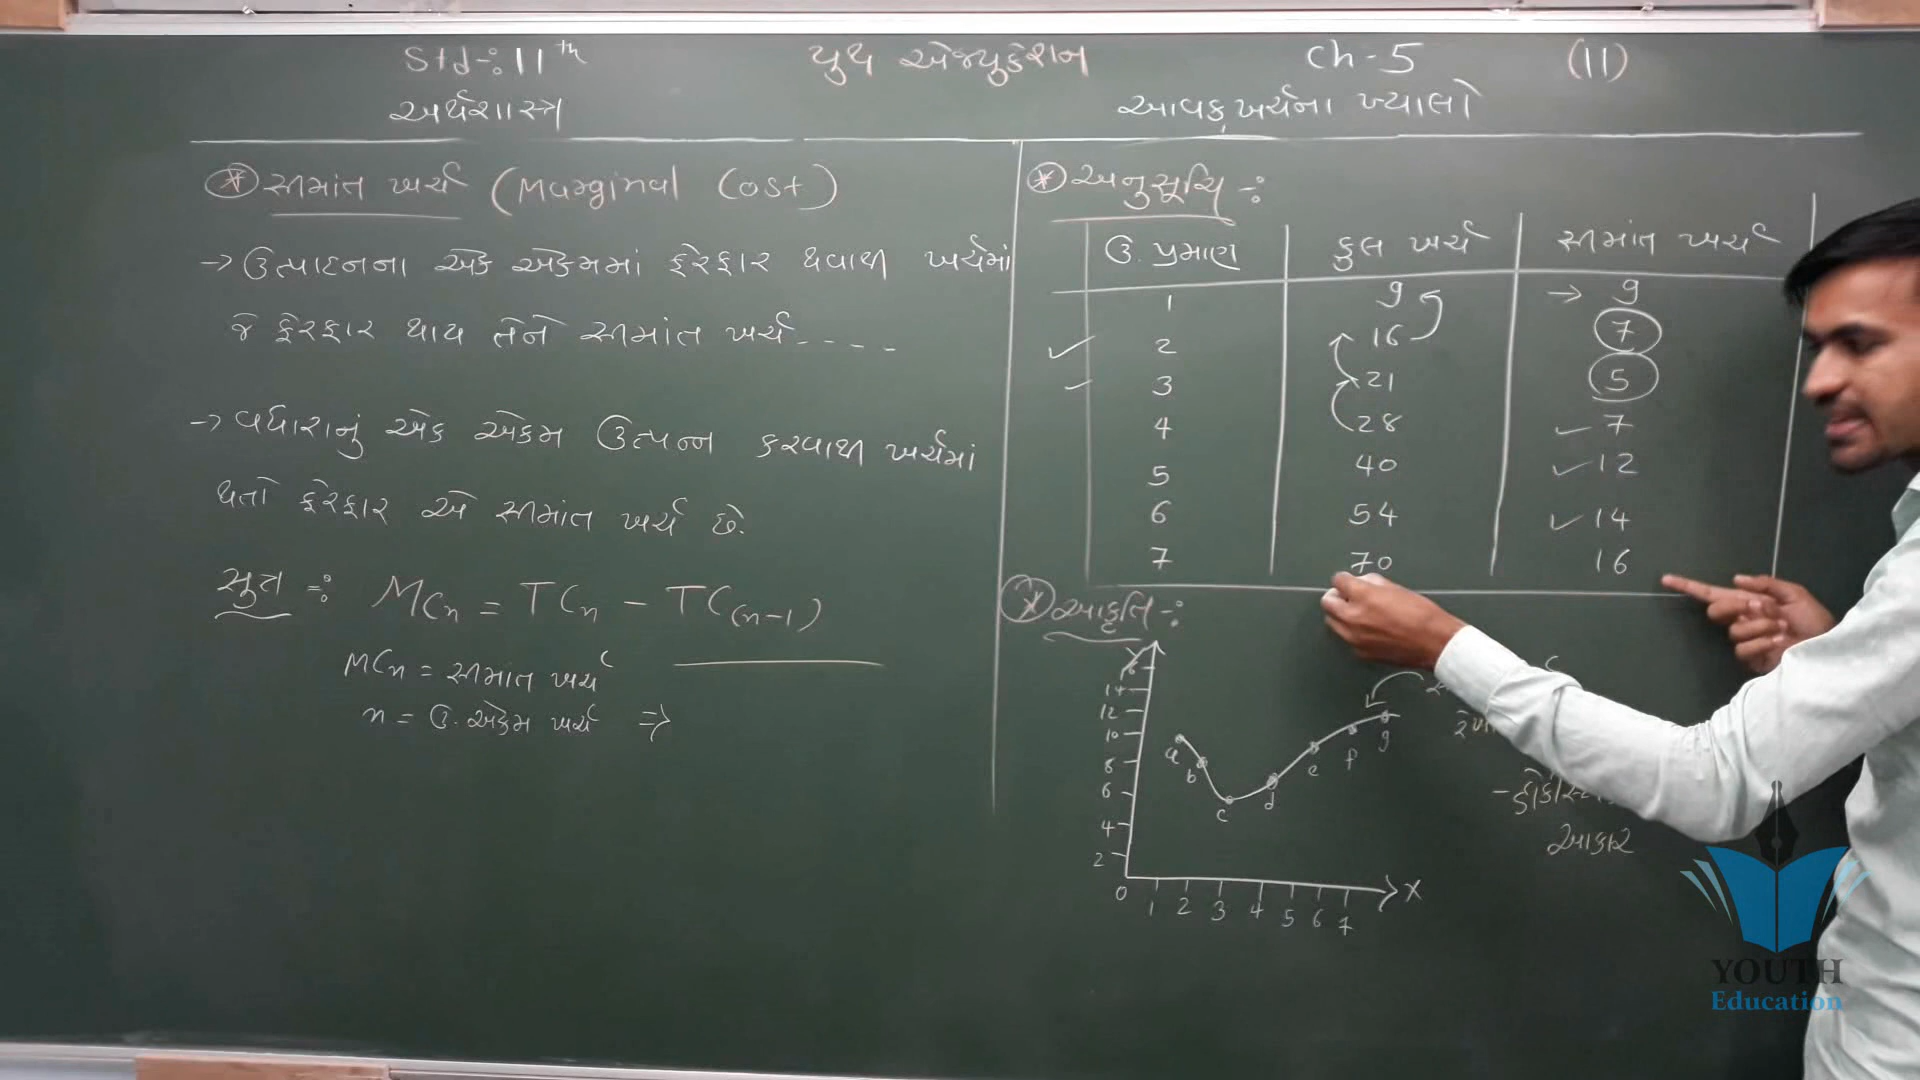 Std-:11th યુથ એજ્યુકેશન Ch-5 (11)
અર્થશાસ્ત્ર આવક ખર્ચના ખ્યાલો
* સીમાંત ખર્ચ (Marginal Cost)
→ ઉત્પાદનના એક એકમમાં ફેરફાર થવાથી ખર્ચમાં
જે ફેરફાર થાય તેને સીમાંત ખર્ચ----
→ વધારાનું એક એકમ ઉત્પન્ન કરવાથી ખર્ચમાં
થતો ફેરફાર એ સીમાંત ખર્ચ છે.
સુત્ર -: MCn = TCn - TC(n-1)
MCn = સીમાંત ખર્ચ
n = ઉ. એકમ ખર્ચ ⇒
* અનુસૂચિ -:
ઉ. પ્રમાણ કુલ ખર્ચ સીમાંત ખર્ચ
1 9 → 9
✓ 2 16 7
✓ 3 21 5
4 28 ✓ 7
5 40 ✓ 12
6 54 ✓ 14
7 70 16
* આકૃતિ -:
Y
14
12
10
8
6
4
2
0 1 2 3 4 5 6 7 X
a b c d e f g
આકાર
YOUTH
Education